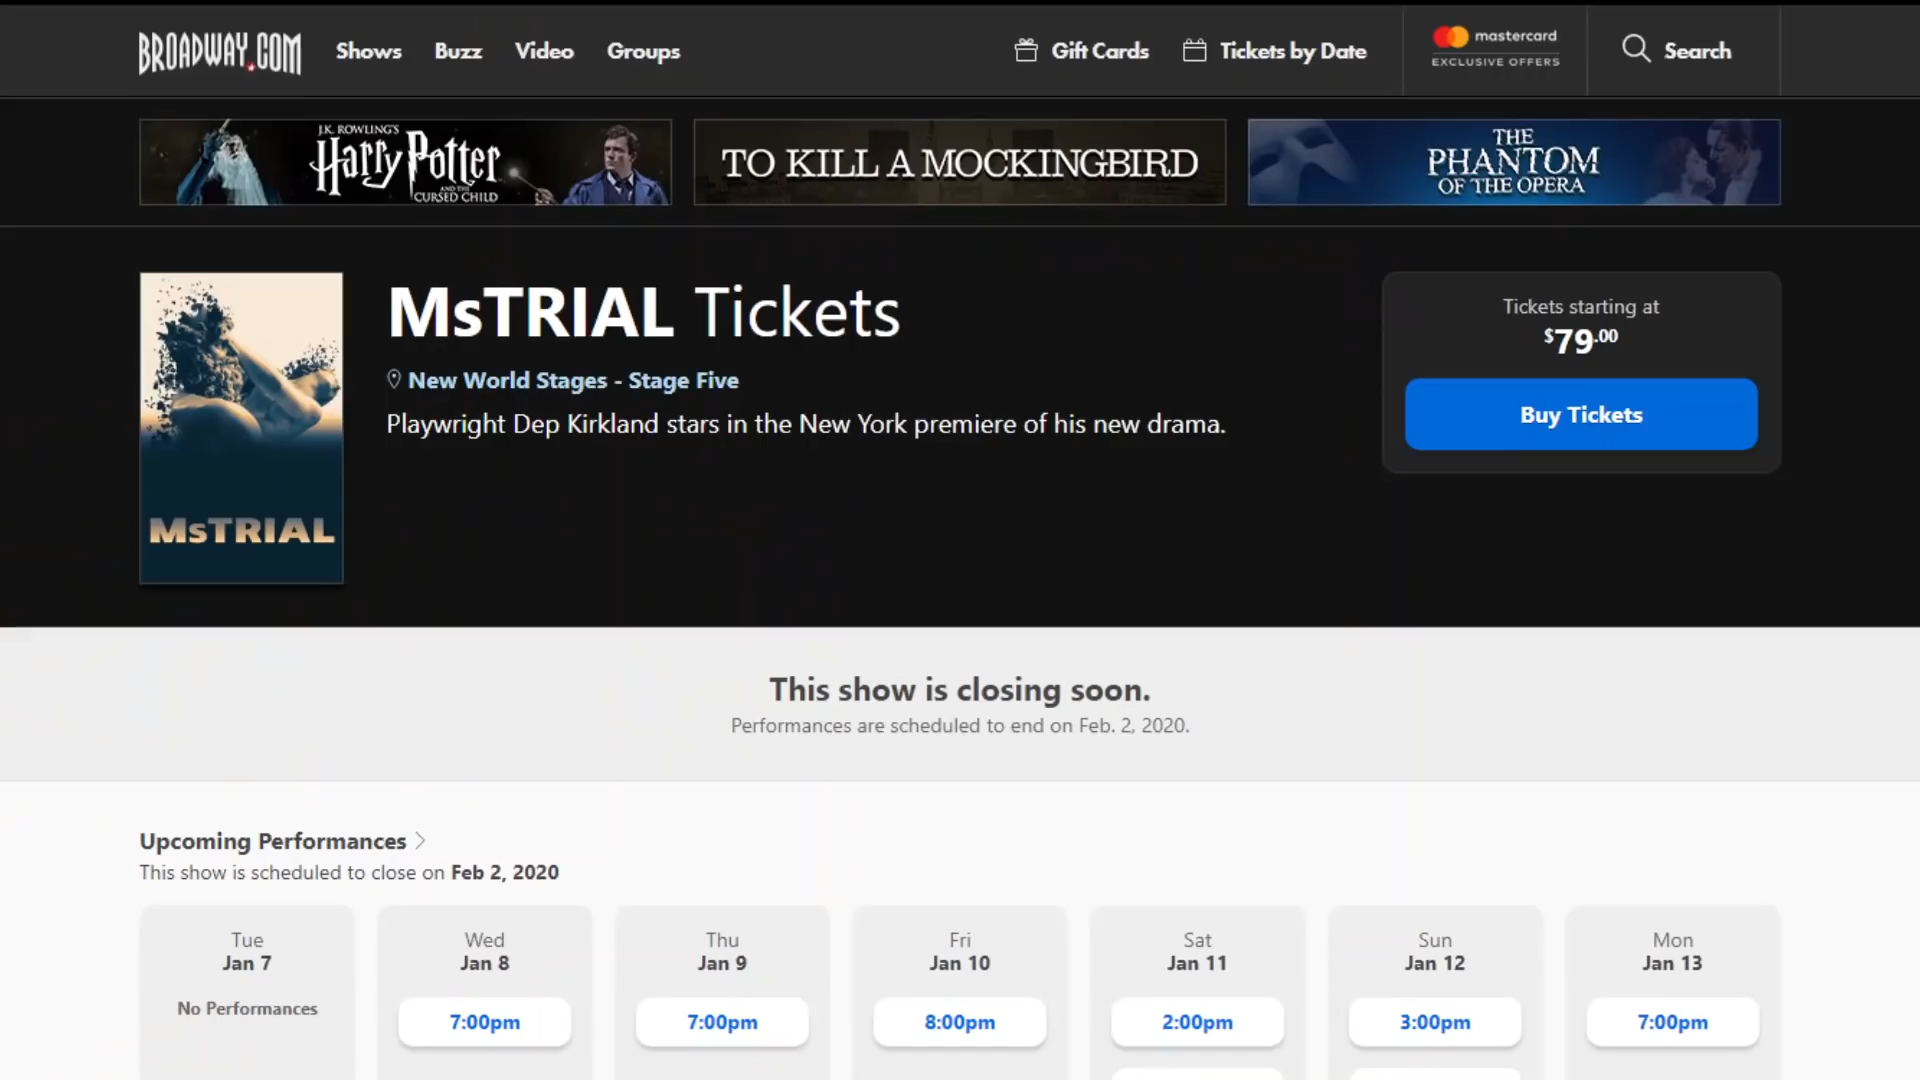 BROADWAY.COM
Shows
Buzz
Video
Groups
Gift Cards
Tickets by Date
mastercard
EXCLUSIVE OFFERS
Search
J.K. ROWLING'S
Harry Potter
AND THE
CURSED CHILD
TO KILL A MOCKINGBIRD
THE
PHANTOM
OF THE OPERA
MsTRIAL
MsTRIAL Tickets
New World Stages - Stage Five
Playwright Dep Kirkland stars in the New York premiere of his new drama.
Tickets starting at
$79.00
Buy Tickets
This show is closing soon.
Performances are scheduled to end on Feb. 2, 2020.
Upcoming Performances
This show is scheduled to close on Feb 2, 2020
Tue
Jan 7
No Performances
Wed
Jan 8
7:00pm
Thu
Jan 9
7:00pm
Fri
Jan 10
8:00pm
Sat
Jan 11
2:00pm
Sun
Jan 12
3:00pm
Mon
Jan 13
7:00pm